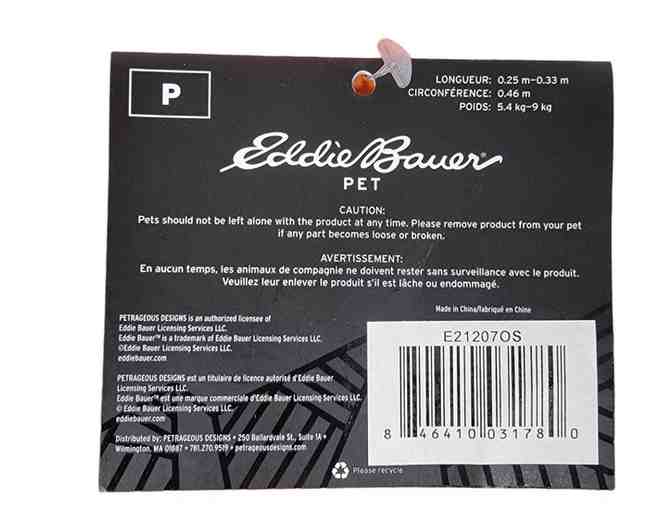 P
LONGUEUR: 0.25 m–0.33 m
CIRCONFÉRENCE: 0.46 m
POIDS: 5.4 kg–9 kg
Eddie Bauer®
PET
CAUTION:
Pets should not be left alone with the product at any time. Please remove product from your pet
if any part becomes loose or broken.
AVERTISSEMENT:
En aucun temps, les animaux de compagnie ne doivent rester sans surveillance avec le produit.
Veuillez leur enlever le produit s'il est lâche ou endommagé.
Made in China/fabriqué en Chine
PETRAGEOUS DESIGNS is an authorized licensee of
Eddie Bauer Licensing Services LLC.
Eddie Bauer™ is a trademark of Eddie Bauer Licensing Services LLC.
©Eddie Bauer Licensing Services LLC.
eddiebauer.com
PETRAGEOUS DESIGNS est un titulaire de licence autorisé d'Eddie Bauer
Licensing Services LLC.
Eddie Bauer™ est une marque commerciale d'Eddie Bauer Licensing Services LLC.
© Eddie Bauer Licensing Services LLC.
eddiebauer.com
Distributed by: PETRAGEOUS DESIGNS • 250 Ballardvale St., Suite 1A •
Wilmington, MA 01887 • 781.270.9519 • petrageousdesigns.com
E21207OS
8 46410 03178 0
Please recycle